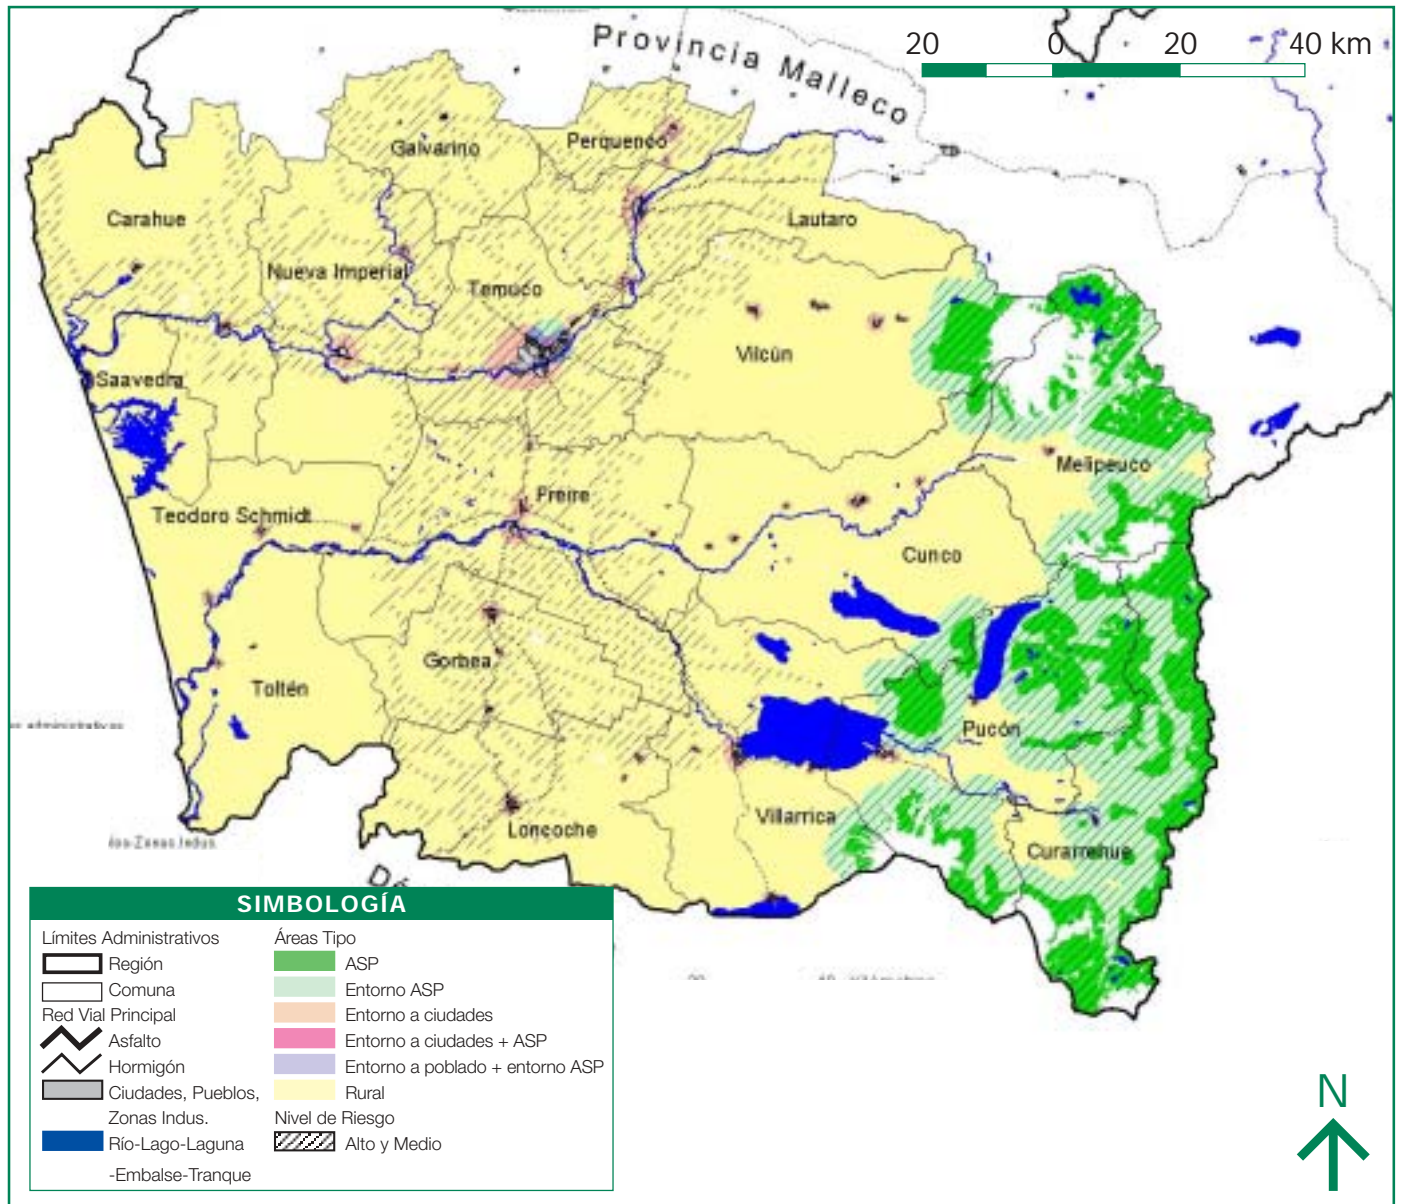 Provincia Malleco
20 0 20 40 km
Galvarino
Perquenco
Carahue
Lautaro
Nueva Imperial
Temuco
Vilcún
Saavedra
Melipeuco
Freire
Teodoro Schmidt
Cunco
Gorbea
Toltén
Pucón
Villarrica
Loncoche
Curarrehue
SIMBOLOGÍA
Límites Administrativos
Región
Comuna
Red Vial Principal
Asfalto
Hormigón
Ciudades, Pueblos,
Zonas Indus.
Río-Lago-Laguna
-Embalse-Tranque
Áreas Tipo
ASP
Entorno ASP
Entorno a ciudades
Entorno a ciudades + ASP
Entorno a poblado + entorno ASP
Rural
Nivel de Riesgo
Alto y Medio
N